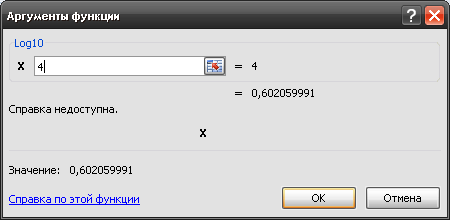 Аргументы функции
Log10
X 4 = 4
= 0,602059991
Справка недоступна.
X
Значение: 0,602059991
Справка по этой функции
OK Отмена